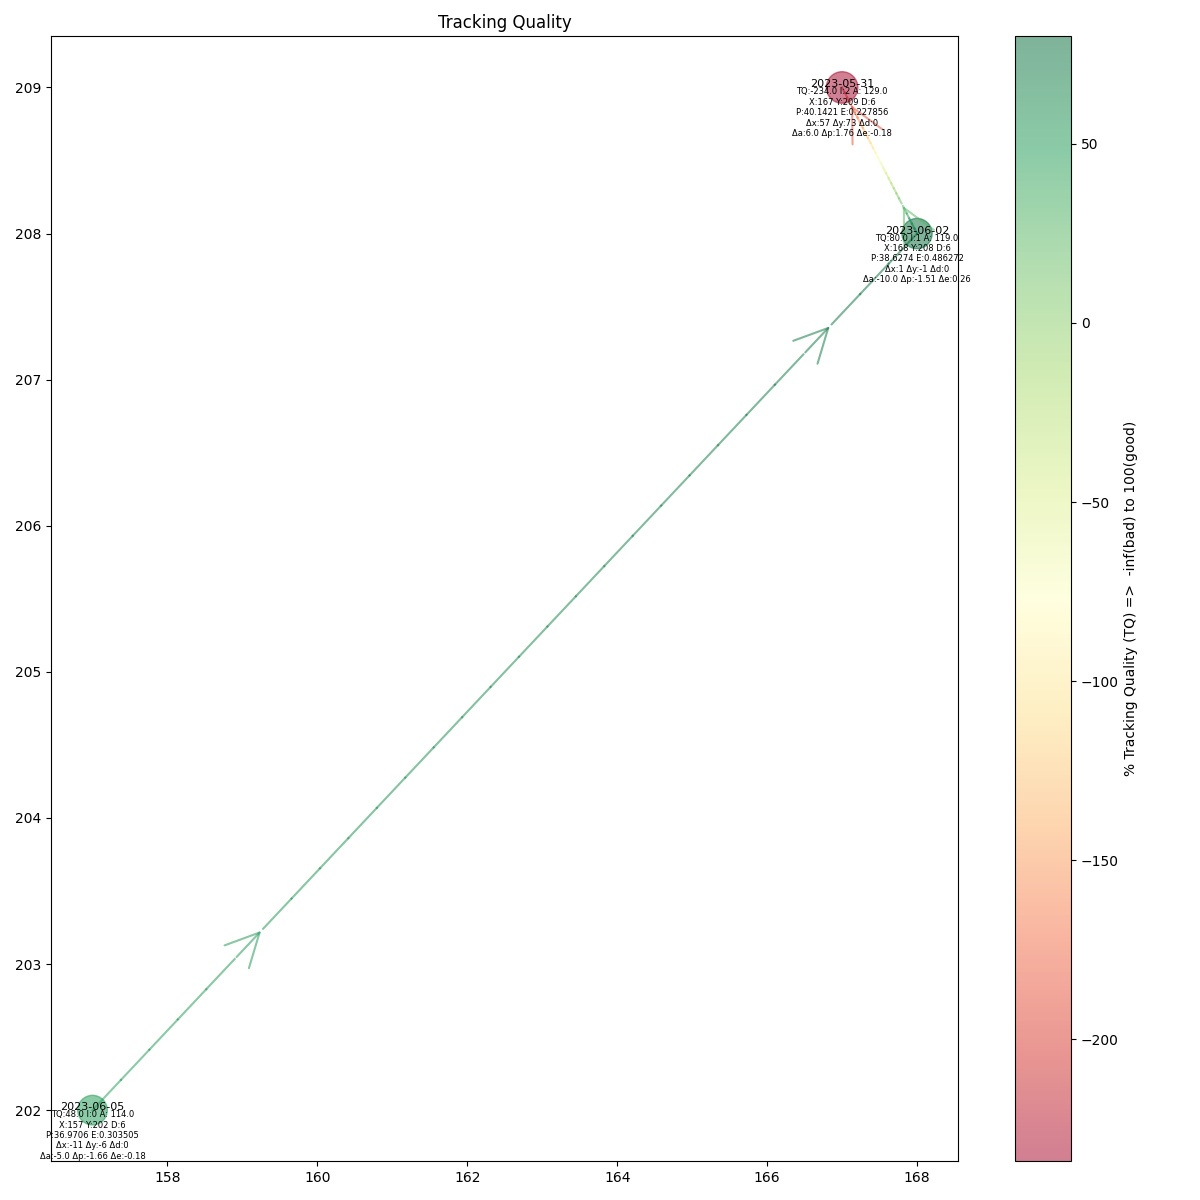 Tracking Quality
209
208
207
206
205
204
203
202
158
160
162
164
166
168
2023-05-31
TQ:-234.0 I:2 A: 129.0
X:167 Y:209 D:6
P:40.1421 E:0.227856
Δx:57 Δy:73 Δd:0
Δa:6.0 Δp:1.76 Δe:-0.18
2023-06-02
TQ:80.0 I:1 A: 119.0
X:168 Y:208 D:6
P:38.6274 E:0.486272
Δx:1 Δy:-1 Δd:0
Δa:-10.0 Δp:-1.51 Δe:0.26
2023-06-05
TQ:48.0 I:0 A: 114.0
X:157 Y:202 D:6
P:36.9706 E:0.303505
Δx:-11 Δy:-6 Δd:0
Δa:-5.0 Δp:-1.66 Δe:-0.18
50
0
−50
−100
−150
−200
% Tracking Quality (TQ) => -inf(bad) to 100(good)